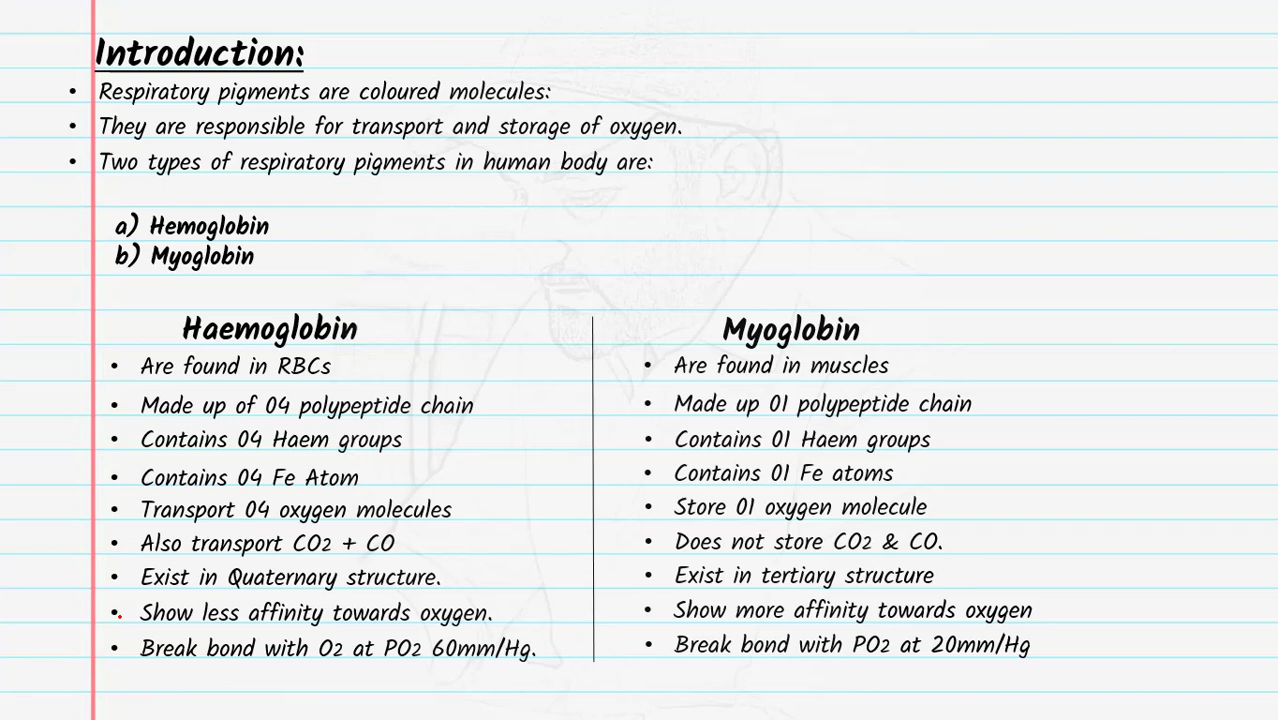 Introduction:
• Respiratory pigments are coloured molecules:
• They are responsible for transport and storage of oxygen.
• Two types of respiratory pigments in human body are:
a) Hemoglobin
b) Myoglobin
Haemoglobin
• Are found in RBCs
• Made up of 04 polypeptide chain
• Contains 04 Haem groups
• Contains 04 Fe Atom
• Transport 04 oxygen molecules
• Also transport CO2 + CO
• Exist in Quaternary structure.
• Show less affinity towards oxygen.
• Break bond with O2 at PO2 60mm/Hg.
Myoglobin
• Are found in muscles
• Made up 01 polypeptide chain
• Contains 01 Haem groups
• Contains 01 Fe atoms
• Store 01 oxygen molecule
• Does not store CO2 & CO.
• Exist in tertiary structure
• Show more affinity towards oxygen
• Break bond with PO2 at 20mm/Hg